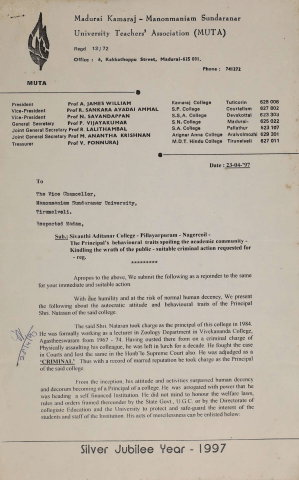 Madurai Kamaraj - Manonmaniam Sundaranar
University Teachers' Association (MUTA)
Regd 13/72
Office : 6, Kakkathoppu Street, Madurai-625 001.
Phone : 741292
MUTA
President Prof A. JAMES WILLIAM Kamaraj College Tuticorin 628 008
Vice-President Prof R. SANKARA AVADAI AMMAL S.P. College Courtallam 627 802
Vice-President Prof N. SAVANDAPPAN R.S.A. College Devakottai 623 303
General Secretary Prof P. VIJAYAKUMAR S.N. College Madurai- 625 022
Joint General Secretary Prof R. LALITHAMBAL S.A. College Pallathur 623 107
Joint General Secretary Prof M. ANANTHA KRISHNAN Arignar Anna College Aralvoimozhi 629 301
Treasurer Prof V. PONNURAJ M.D.T. Hindu College Tirunelveli 627 011
Date : 23-04-'97
To
The Vice Chancellor,
Manonmaniam Sundaranar University,
Tirunelveli.
Respected Madam,
Sub.: Sivanthi Aditanar College - Pillayarpuram - Nagercoil -
The Principal's behavioural traits spoiling the academic community -
Kindling the wrath of the public - suitable criminal action requested for
- reg.
*********
Apropos to the above, We submit the following as a rejoinder to the same
for your immediate and suitable action.
With due humility and at the risk of normal human decency, We present
the following about the autocratic attitude and behavioural traits of the Principal
Shri. Natasan of the said college.
The said Shri. Natasan took charge as the principal of this college in 1984.
He was formerly working as a lecturer in Zoology Department in Vivekananda College,
Agastheeswaram from 1967 - 74. Having ousted there from on a criminal charge of
Physically assaulting his colleague, he was left in lurch for a decade. He fought the case
in Courts and lost the same in the Honb'le Supreme Court also. He was adjudged as a
"CRIMINAL". Thus with a record of marred reputation he took charge as the Principal
of the said college.
From the inception, his attitude and activities surpassed human decency
and decorum becoming of a Principal of a college. He was arrogated with power that he
was heading a self financed Institution. He did not mind to honour the welfare laws,
rules and orders framed thereunder by the State Govt., U.G.C. or by the Directorate of
collegiate Education and the University to protect and safe-guard the interest of the
students and staff of the Institution. His acts of mercilessness can be enlisted below:
Silver Jubilee Year - 1997